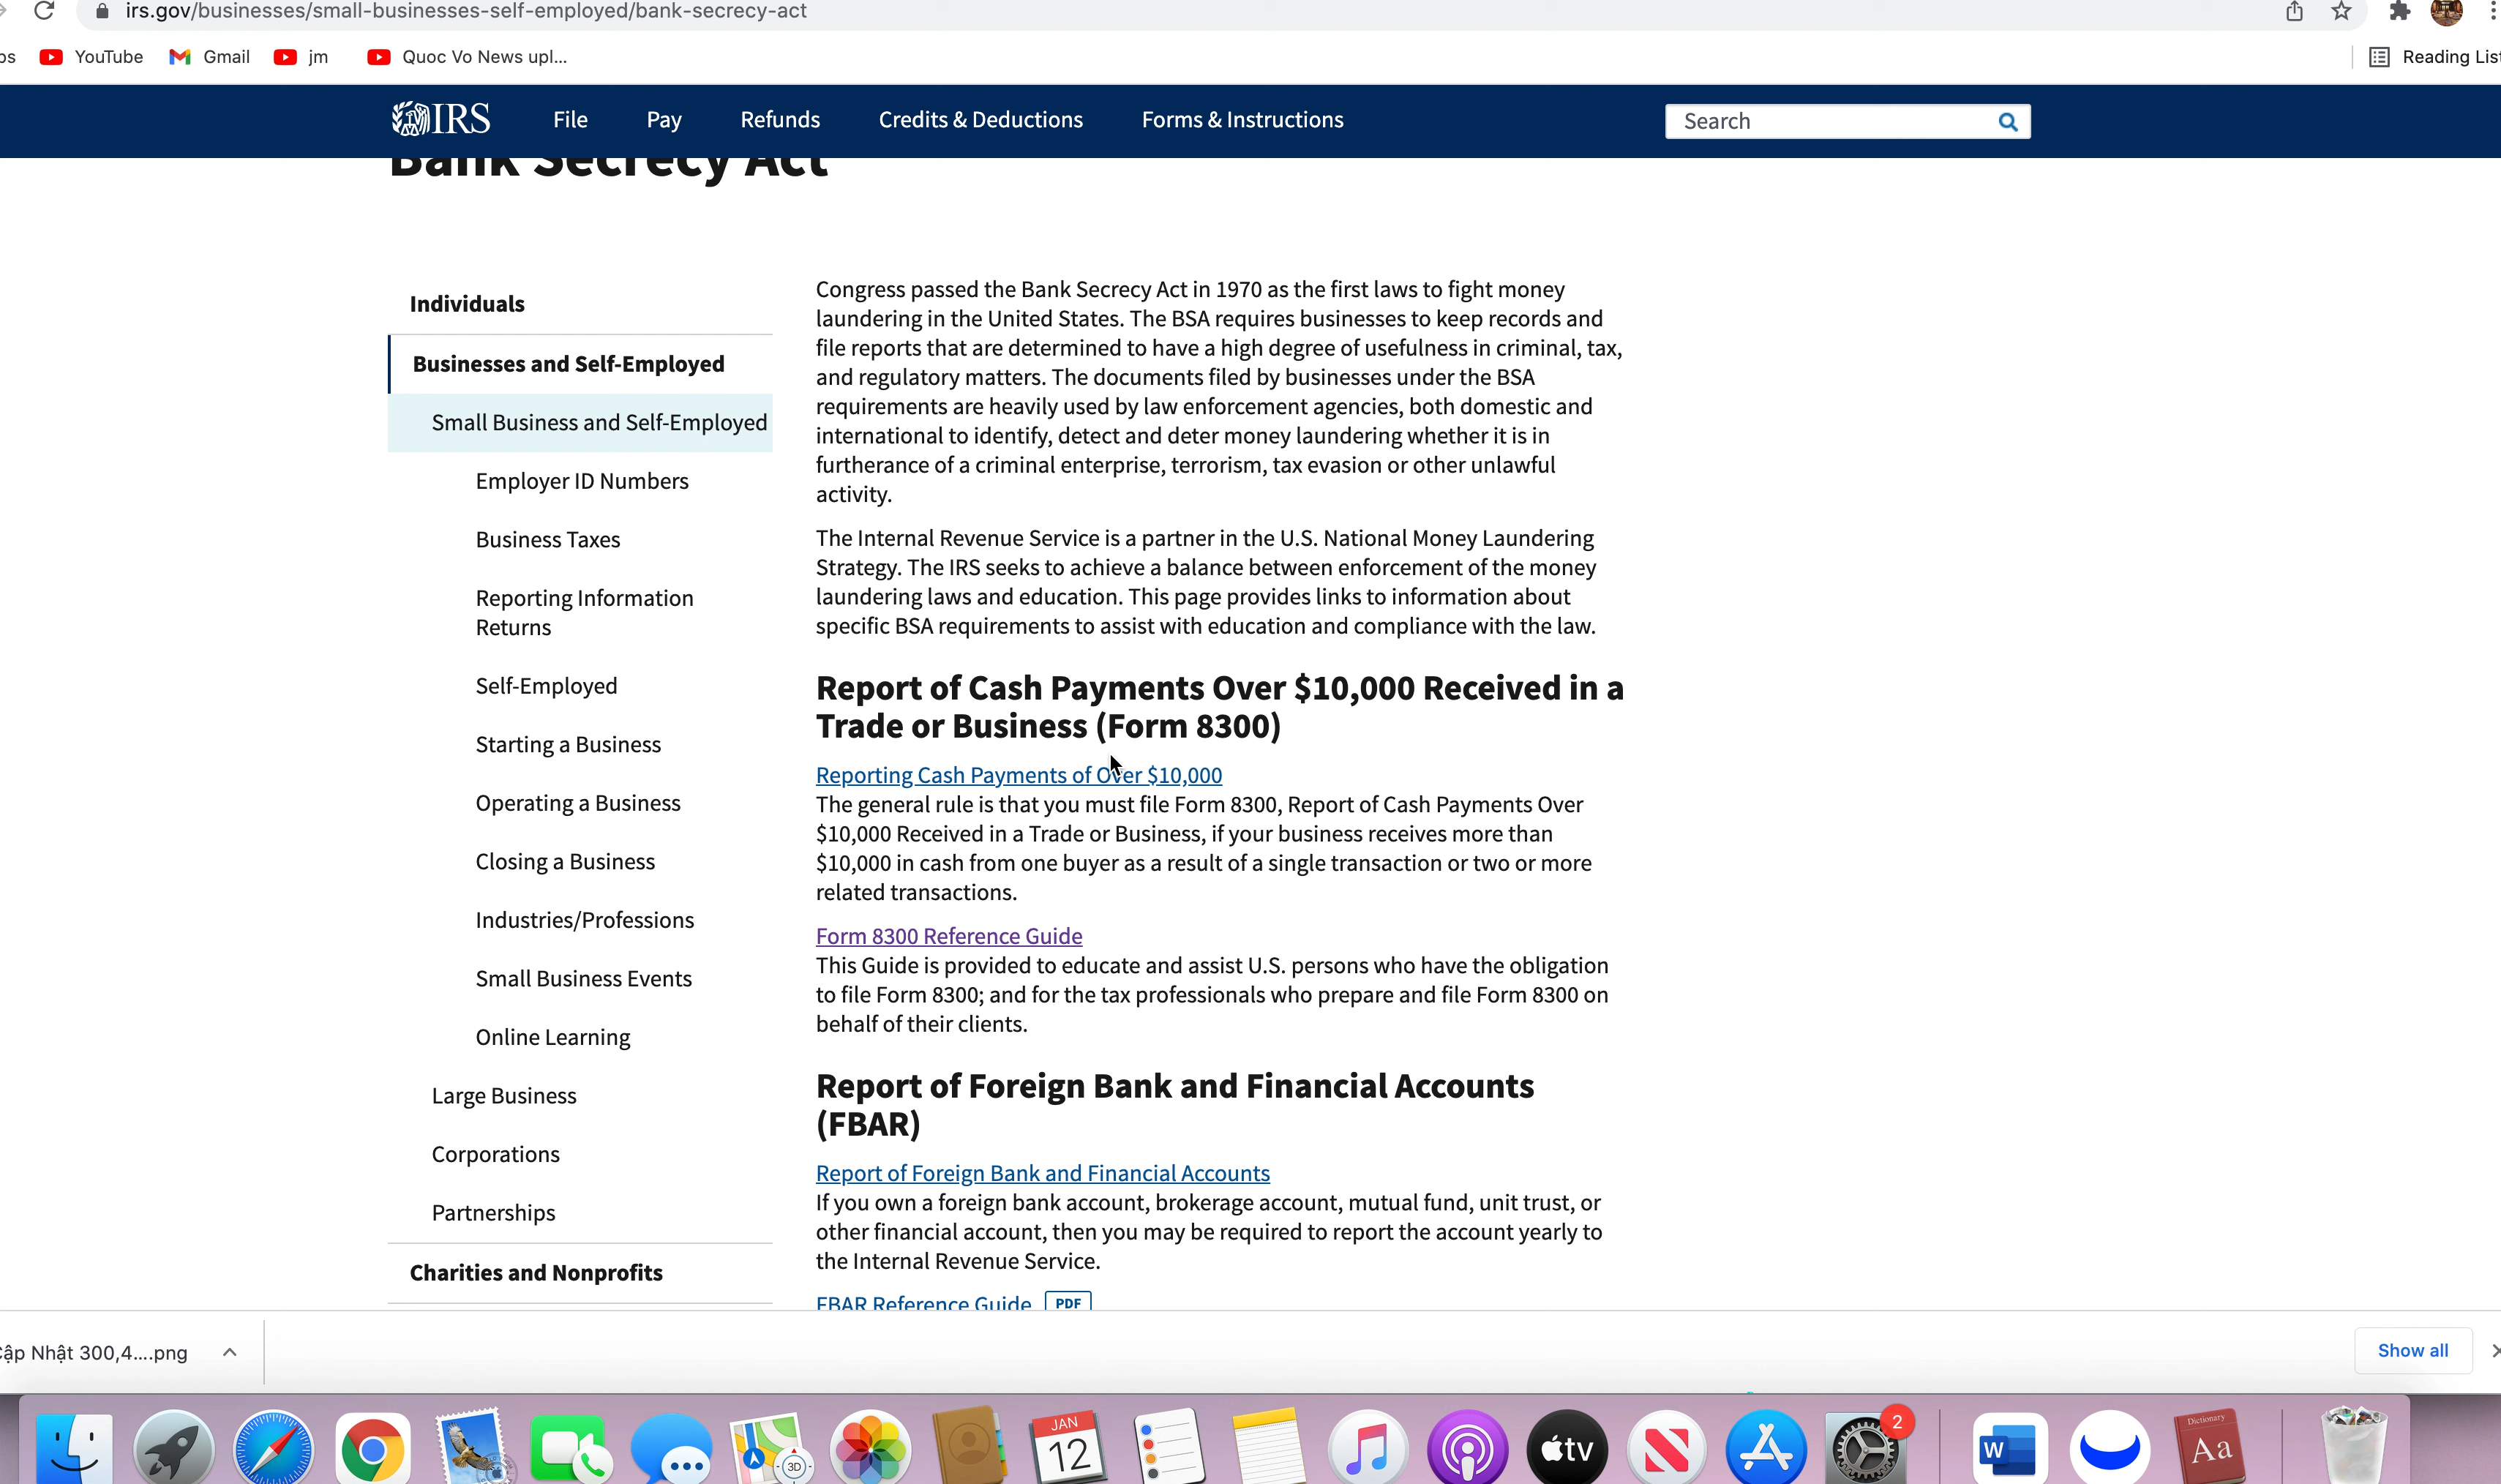 irs.gov/businesses/small-businesses-self-employed/bank-secrecy-act
YouTube Gmail jm Quoc Vo News upl... Reading List
IRS File Pay Refunds Credits & Deductions Forms & Instructions Search
Bank Secrecy Act
Individuals
Businesses and Self-Employed
Small Business and Self-Employed
Employer ID Numbers
Business Taxes
Reporting Information
Returns
Self-Employed
Starting a Business
Operating a Business
Closing a Business
Industries/Professions
Small Business Events
Online Learning
Large Business
Corporations
Partnerships
Charities and Nonprofits
Congress passed the Bank Secrecy Act in 1970 as the first laws to fight money
laundering in the United States. The BSA requires businesses to keep records and
file reports that are determined to have a high degree of usefulness in criminal, tax,
and regulatory matters. The documents filed by businesses under the BSA
requirements are heavily used by law enforcement agencies, both domestic and
international to identify, detect and deter money laundering whether it is in
furtherance of a criminal enterprise, terrorism, tax evasion or other unlawful
activity.
The Internal Revenue Service is a partner in the U.S. National Money Laundering
Strategy. The IRS seeks to achieve a balance between enforcement of the money
laundering laws and education. This page provides links to information about
specific BSA requirements to assist with education and compliance with the law.
Report of Cash Payments Over $10,000 Received in a
Trade or Business (Form 8300)
Reporting Cash Payments of Over $10,000
The general rule is that you must file Form 8300, Report of Cash Payments Over
$10,000 Received in a Trade or Business, if your business receives more than
$10,000 in cash from one buyer as a result of a single transaction or two or more
related transactions.
Form 8300 Reference Guide
This Guide is provided to educate and assist U.S. persons who have the obligation
to file Form 8300; and for the tax professionals who prepare and file Form 8300 on
behalf of their clients.
Report of Foreign Bank and Financial Accounts
(FBAR)
Report of Foreign Bank and Financial Accounts
If you own a foreign bank account, brokerage account, mutual fund, unit trust, or
other financial account, then you may be required to report the account yearly to
the Internal Revenue Service.
FBAR Reference Guide PDF
Nhật 300,4....png Show all
JAN
12
3D
tv
2
W
Dictionary
Aa